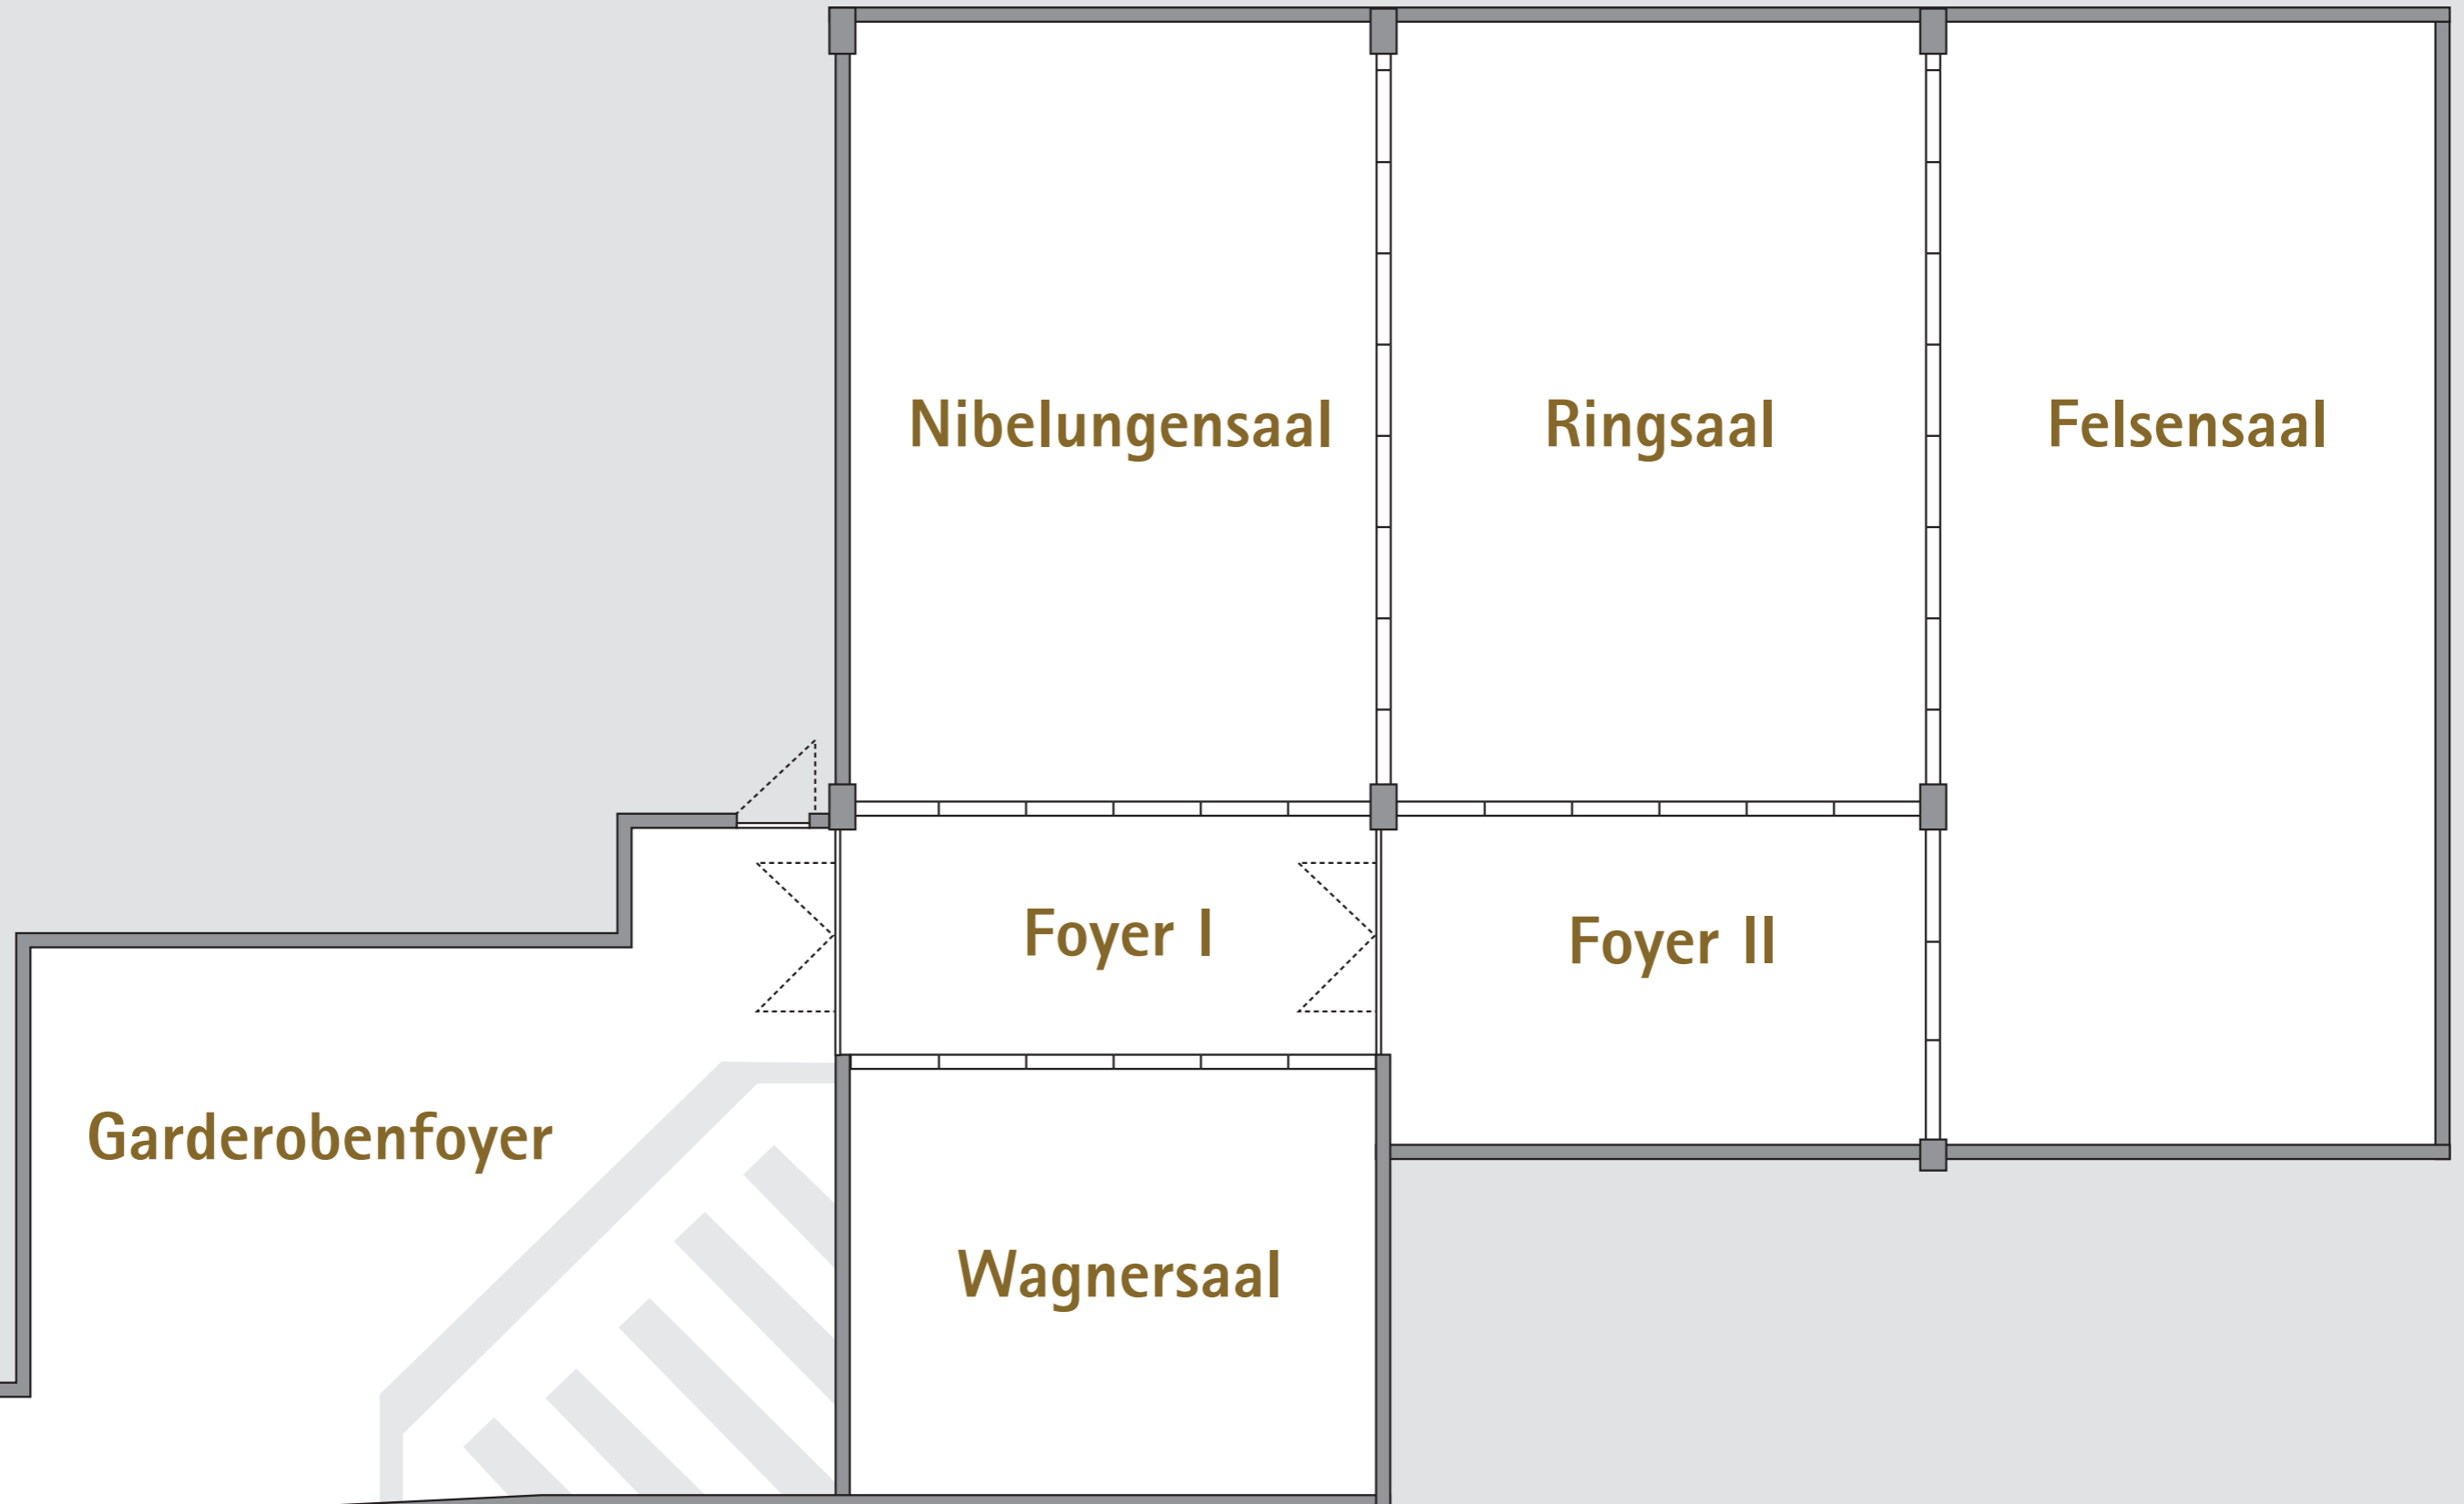 Nibelungensaal
Ringsaal
Felsensaal
Foyer I
Foyer II
Garderobenfoyer
Wagnersaal